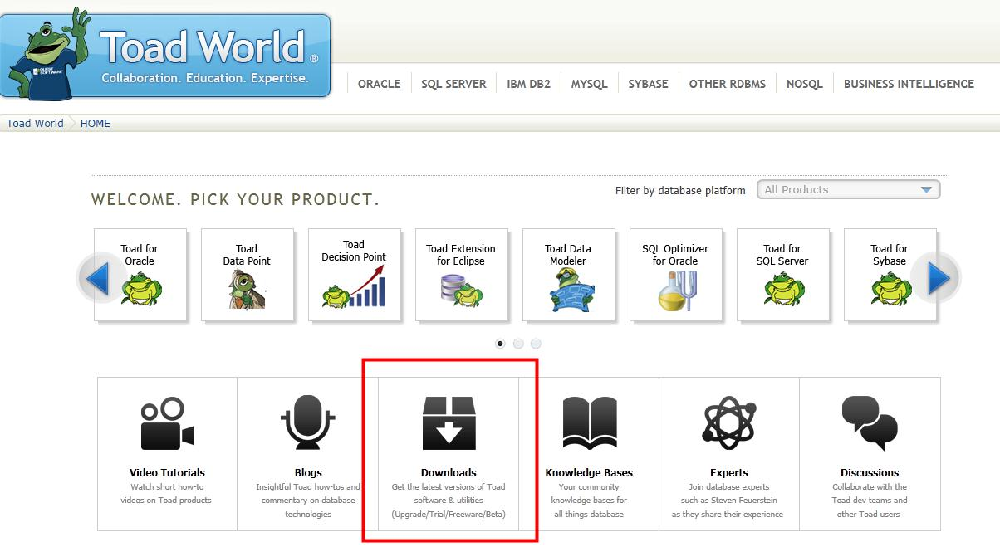 Toad World ®
Collaboration. Education. Expertise.
QUEST SOFTWARE
ORACLE SQL SERVER IBM DB2 MYSQL SYBASE OTHER RDBMS NOSQL BUSINESS INTELLIGENCE
Toad World HOME
WELCOME. PICK YOUR PRODUCT.
Filter by database platform All Products
Toad for
Oracle
Toad
Data Point
Toad
Decision Point
Toad Extension
for Eclipse
Toad Data
Modeler
SQL Optimizer
for Oracle
Toad for
SQL Server
Toad for
Sybase
Video Tutorials
Watch short how-to
videos on Toad products
Blogs
Insightful Toad how-tos and
commentary on database
technologies
Downloads
Get the latest versions of Toad
software & utilities
(Upgrade/Trial/Freeware/Beta)
Knowledge Bases
Your community
knowledge bases for
all things database
Experts
Join database experts
such as Steven Feuerstein
as they share their experience
Discussions
Collaborate with the
Toad dev teams and
other Toad users